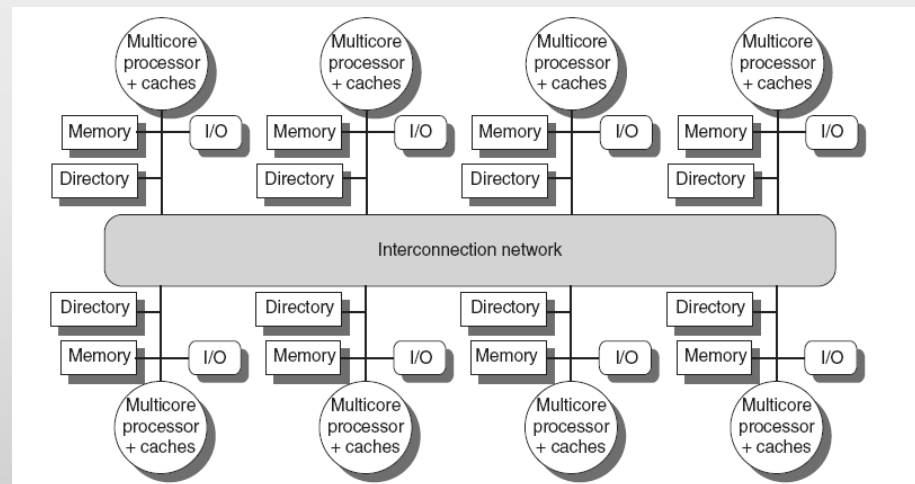 Multicore processor + caches
Multicore processor + caches
Multicore processor + caches
Multicore processor + caches
Memory I/O Memory I/O Memory I/O Memory I/O
Directory Directory Directory Directory
Interconnection network
Directory Directory Directory Directory
Memory I/O Memory I/O Memory I/O Memory I/O
Multicore processor + caches
Multicore processor + caches
Multicore processor + caches
Multicore processor + caches